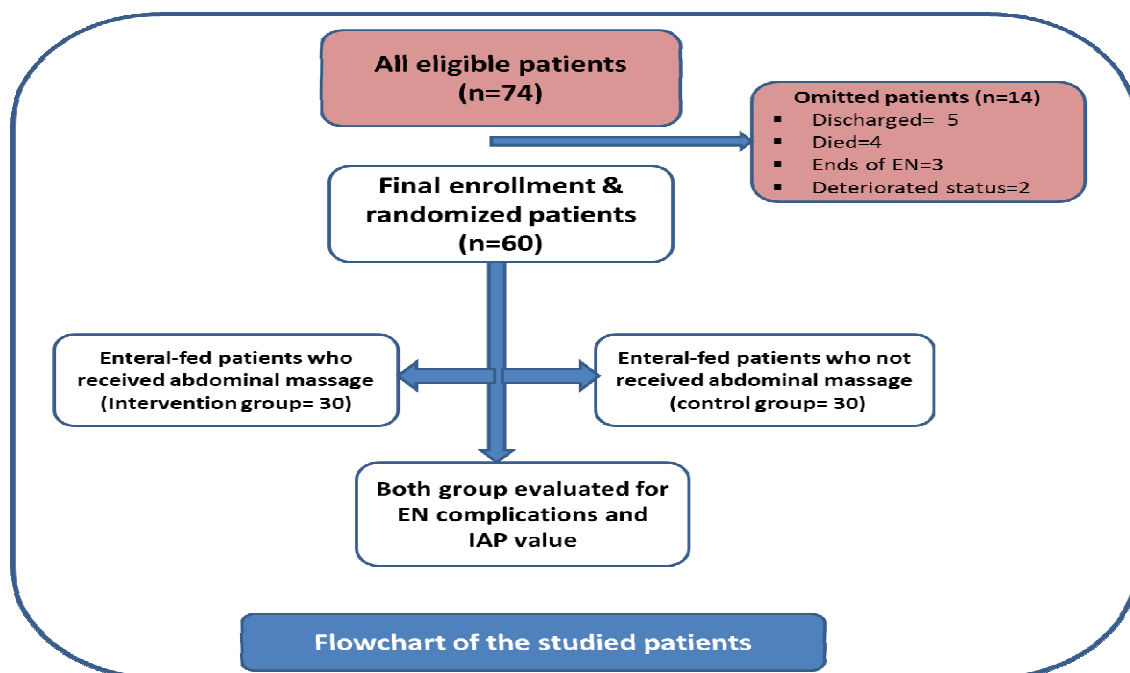 All eligible patients
(n=74)
Omitted patients (n=14)
▪ Discharged= 5
▪ Died=4
▪ Ends of EN=3
▪ Deteriorated status=2
Final enrollment &
randomized patients
(n=60)
Enteral-fed patients who
received abdominal massage
(Intervention group= 30)
Enteral-fed patients who not
received abdominal massage
(control group= 30)
Both group evaluated for
EN complications and
IAP value
Flowchart of the studied patients